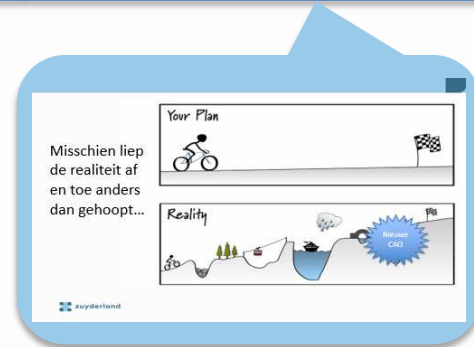 Your Plan
Misschien liep
de realiteit af
en toe anders
dan gehoopt...
Reality
Nieuwe
CAO
zuyderland